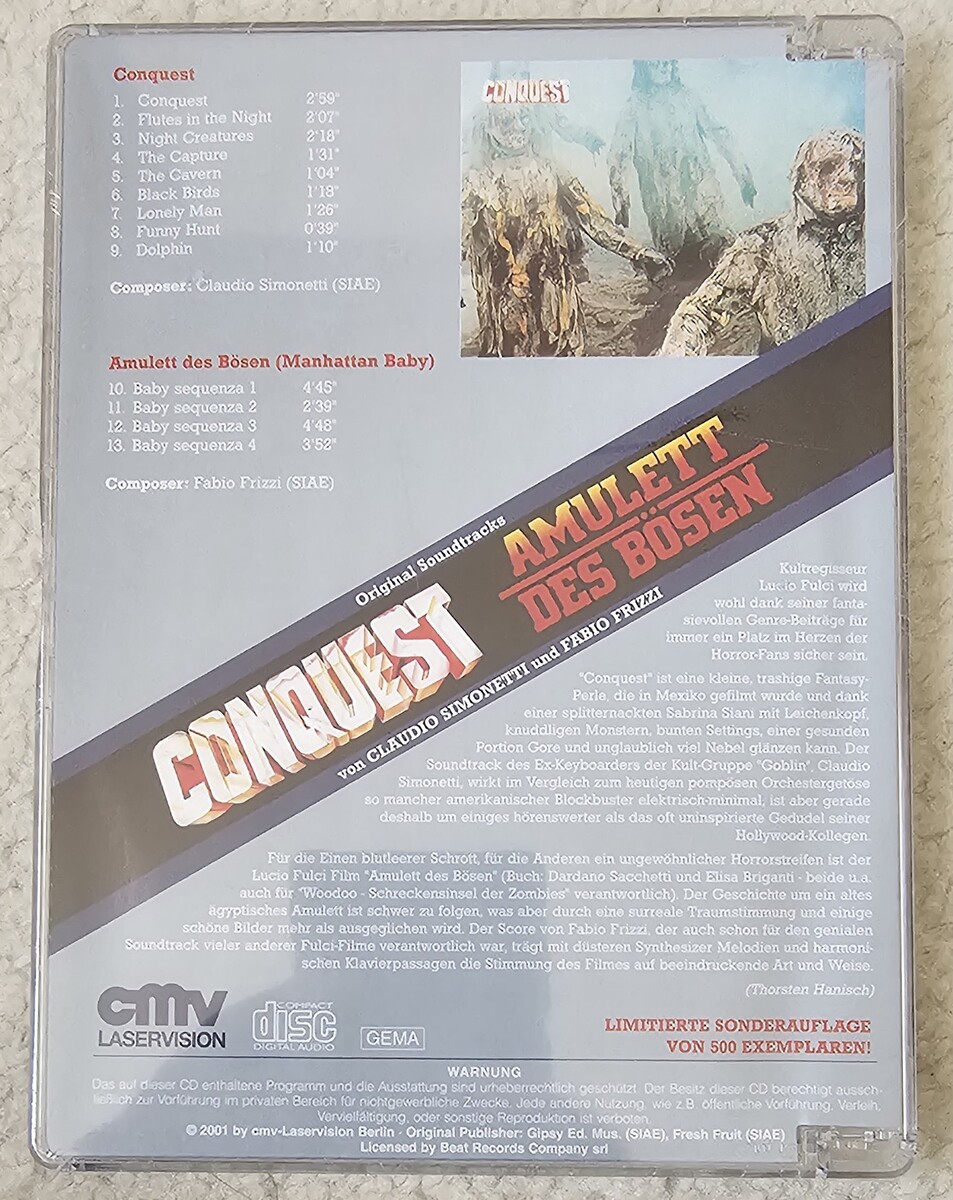 Conquest
1. Conquest 2'59"
2. Flutes in the Night 2'07"
3. Night Creatures 2'18"
4. The Capture 1'31"
5. The Cavern 1'04"
6. Black Birds 1'18"
7. Lonely Man 1'26"
8. Funny Hunt 0'39"
9. Dolphin 1'10"
Composer: Claudio Simonetti (SIAE)
CONQUEST
Amulett des Bösen (Manhattan Baby)
10. Baby sequenza 1 4'45"
11. Baby sequenza 2 2'39"
12. Baby sequenza 3 4'48"
13. Baby sequenza 4 3'52"
Composer: Fabio Frizzi (SIAE)
Original Soundtracks
CONQUEST
AMULETT
DES BÖSEN
von CLAUDIO SIMONETTI und FABIO FRIZZI
Kultregisseur
Lucio Fulci wird
wohl dank seiner fanta-
sievollen Genre-Beiträge für
immer ein Platz im Herzen der
Horror-Fans sicher sein.
"Conquest" ist eine kleine, trashige Fantasy-
Perle, die in Mexiko gefilmt wurde und dank
einer splitternackten Sabrina Siani mit Leichenkopf,
knuddligen Monstern, bunten Settings, einer gesunden
Portion Gore und unglaublich viel Nebel glänzen kann. Der
Soundtrack des Ex-Keyboarders der Kult-Gruppe "Goblin", Claudio
Simonetti, wirkt im Vergleich zum heutigen pompösen Orchestergetöse
so mancher amerikanischer Blockbuster elektrisch-minimal, ist aber gerade
deshalb um einiges hörenswerter als das oft uninspirierte Gedudel seiner
Hollywood-Kollegen.
Für die Einen blutleerer Schrott, für die Anderen ein ungewöhnlicher Horrorstreifen ist der
Lucio Fulci Film "Amulett des Bösen" (Buch: Dardano Sacchetti und Elisa Briganti - beide u.a.
auch für "Woodoo - Schreckensinsel der Zombies" verantwortlich). Der Geschichte um ein altes
ägyptisches Amulett ist schwer zu folgen, was aber durch eine surreale Traumstimmung und einige
schöne Bilder mehr als ausgeglichen wird. Der Score von Fabio Frizzi, der auch schon für den genialen
Soundtrack vieler anderer Fulci-Filme verantwortlich war, trägt mit düsteren Synthesizer Melodien und harmoni-
schen Klavierpassagen die Stimmung des Filmes auf beeindruckende Art und Weise.
(Thorsten Hanisch)
cmv
LASERVISION
COMPACT
disc
DIGITAL AUDIO
GEMA
LIMITIERTE SONDERAUFLAGE
VON 500 EXEMPLAREN!
WARNUNG
Das auf dieser CD enthaltene Programm und die Ausstattung sind urheberrechtlich geschützt. Der Besitz dieser CD berechtigt aussch-
ließlich zur Vorführung im privaten Bereich für nichtgewerbliche Zwecke. Jede andere Nutzung, wie z.B. öffentliche Vorführung, Verleih,
Vervielfältigung, oder sonstige Reproduktion ist verboten.
© 2001 by cmv-Laservision Berlin · Original Publisher: Gipsy Ed. Mus. (SIAE), Fresh Fruit (SIAE)
Licensed by Beat Records Company srl